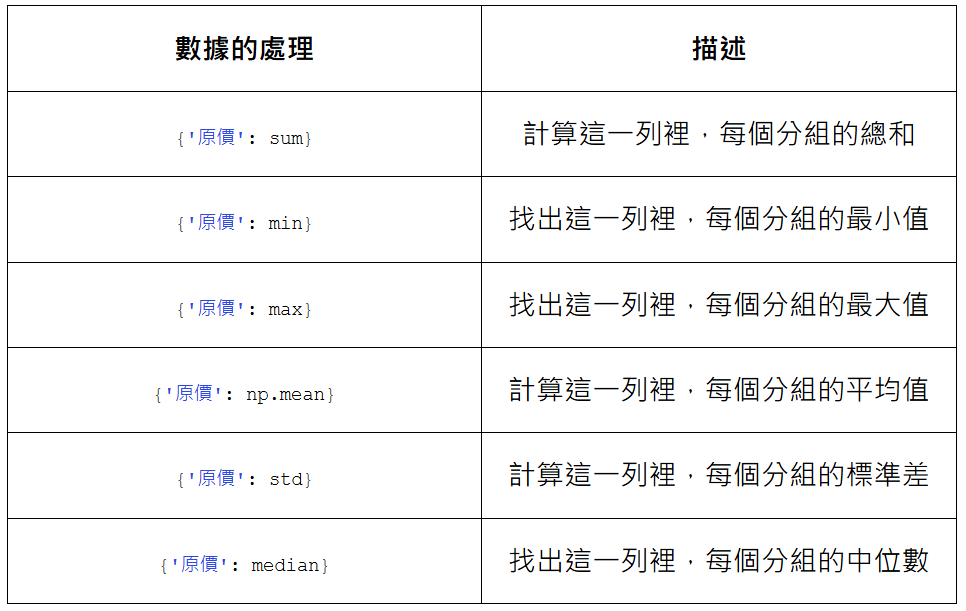 數據的處理 描述
{'原價': sum} 計算這一列裡，每個分組的總和
{'原價': min} 找出這一列裡，每個分組的最小值
{'原價': max} 找出這一列裡，每個分組的最大值
{'原價': np.mean} 計算這一列裡，每個分組的平均值
{'原價': std} 計算這一列裡，每個分組的標準差
{'原價': median} 找出這一列裡，每個分組的中位數